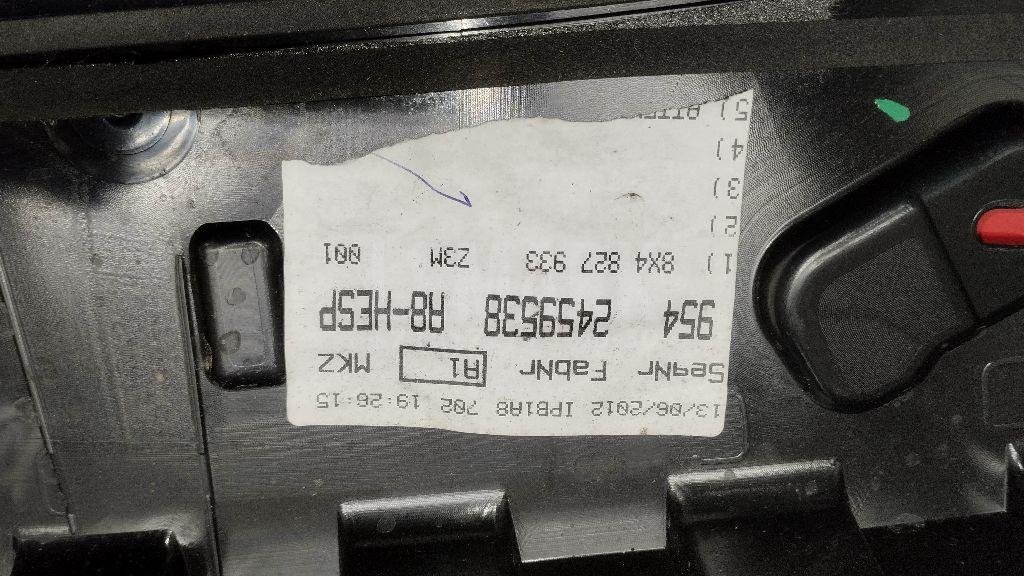 13/06/2012 IPB1A8 702 19:26:15
SeqNr FabNr A1 MKZ
954 2459538 A8-HESP
1) 8X4 827 933 Z3M 001
2)
3)
4)
5)